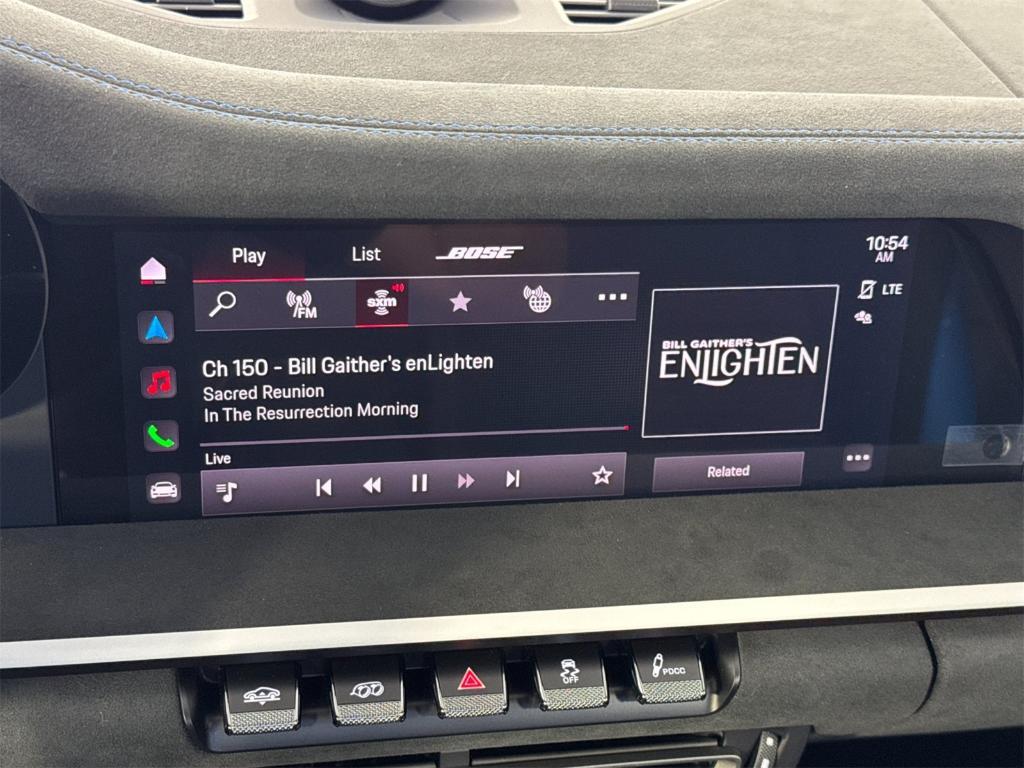 Play List BOSE
10:54
AM
FM
sxm
LTE
Ch 150 - Bill Gaither's enLighten
Sacred Reunion
In The Resurrection Morning
BILL GAITHER'S
ENLIGHTEN
Live
Related
OFF
PDCC